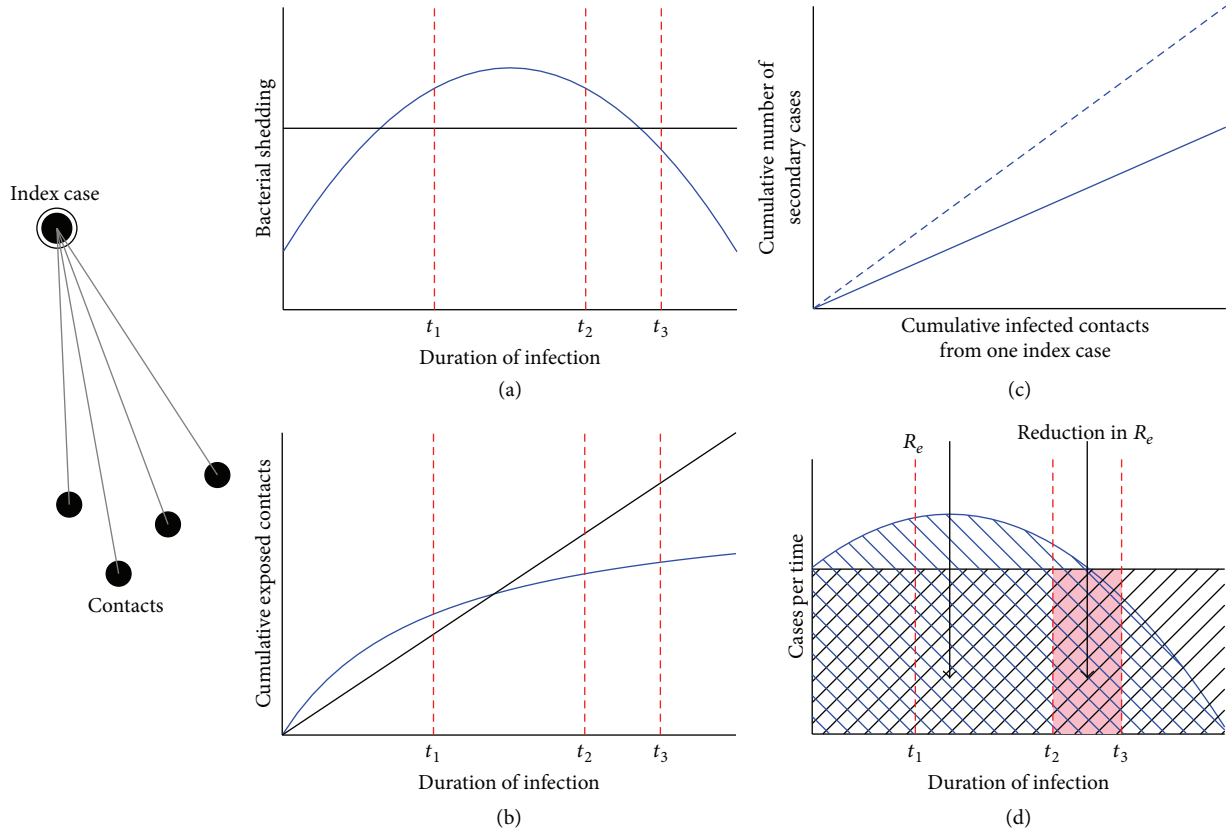 Index case
Contacts
Bacterial shedding
t1 t2 t3
Duration of infection
(a)
Cumulative exposed contacts
t1 t2 t3
Duration of infection
(b)
Cumulative number of
secondary cases
Cumulative infected contacts
from one index case
(c)
Re
Reduction in Re
Cases per time
t1 t2 t3
Duration of infection
(d)